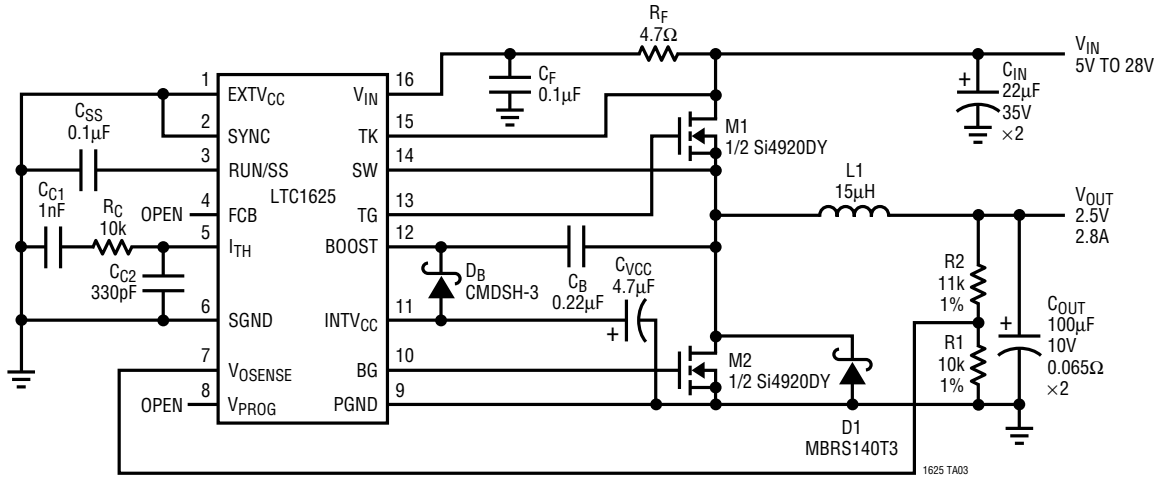 R_F
4.7Ω
V_IN
5V TO 28V
C_F
0.1µF
+
C_IN
22µF
35V
×2
1
EXTV_CC
V_IN
16
C_SS
0.1µF
2
SYNC
TK
15
M1
1/2 Si4920DY
3
RUN/SS
SW
14
LTC1625
C_C1
1nF
R_C
10k
OPEN
4
FCB
TG
13
L1
15µH
V_OUT
2.5V
2.8A
5
I_TH
BOOST
12
C_C2
330pF
D_B
CMDSH-3
C_B
0.22µF
C_VCC
4.7µF
+
R2
11k
1%
6
SGND
INTV_CC
11
+
C_OUT
100µF
10V
0.065Ω
×2
7
V_OSENSE
BG
10
M2
1/2 Si4920DY
R1
10k
1%
OPEN
8
V_PROG
PGND
9
D1
MBRS140T3
1625 TA03